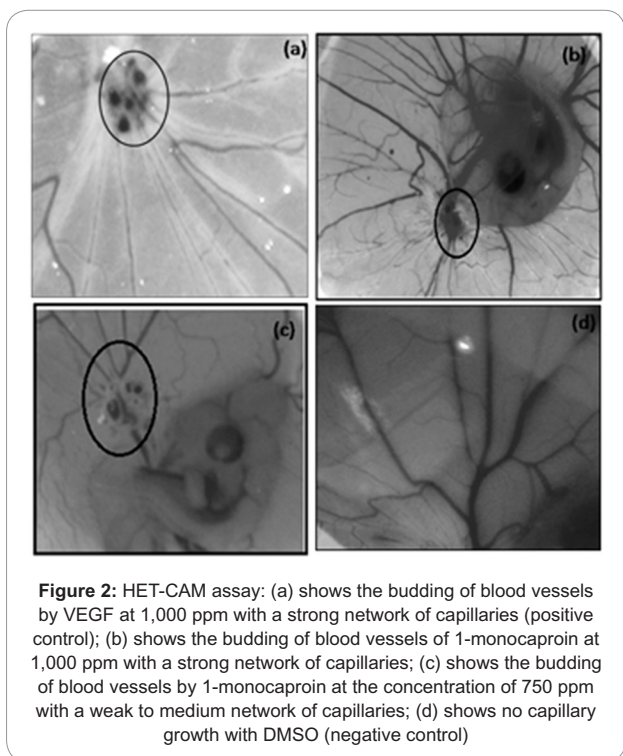 (a)
(b)
(c)
(d)
Figure 2: HET-CAM assay: (a) shows the budding of blood vessels
by VEGF at 1,000 ppm with a strong network of capillaries (positive
control); (b) shows the budding of blood vessels of 1-monocaproin at
1,000 ppm with a strong network of capillaries; (c) shows the budding
of blood vessels by 1-monocaproin at the concentration of 750 ppm
with a weak to medium network of capillaries; (d) shows no capillary
growth with DMSO (negative control)